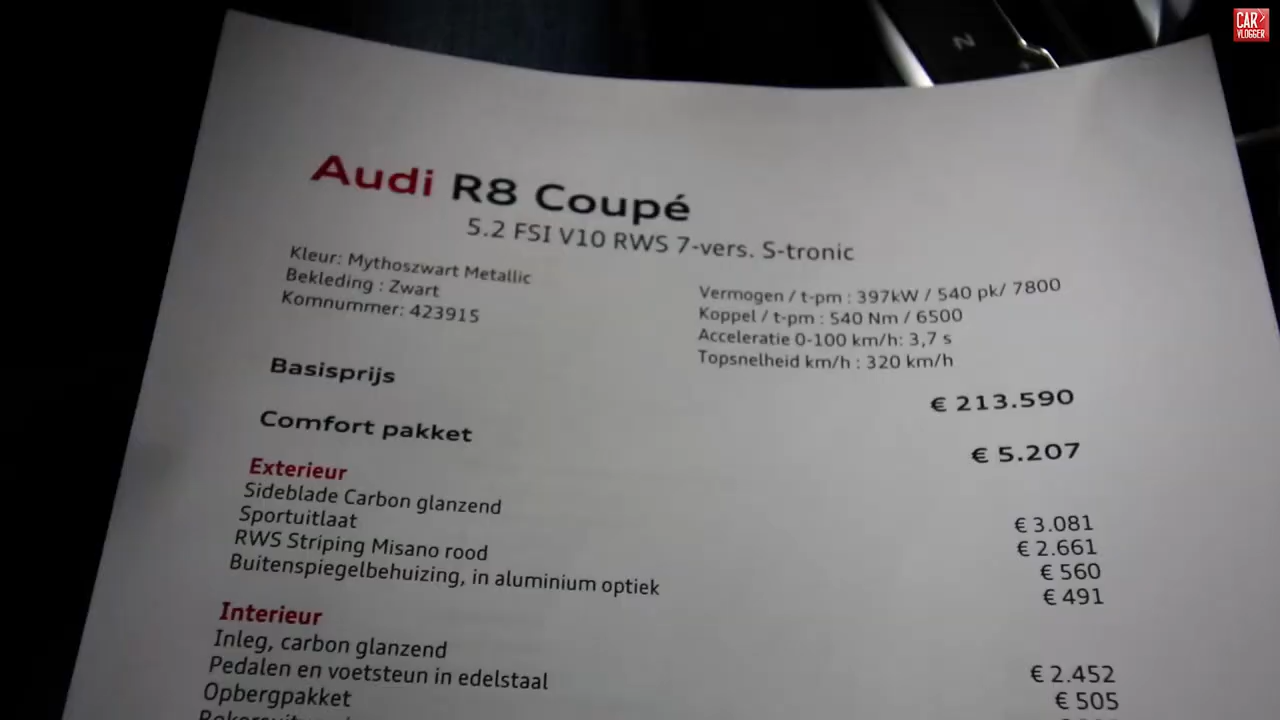 CAR
VLOGGER
N
Audi R8 Coupé
5.2 FSI V10 RWS 7-vers. S-tronic
Kleur: Mythoszwart Metallic
Bekleding : Zwart
Komnummer: 423915
Vermogen / t-pm : 397kW / 540 pk/ 7800
Koppel / t-pm : 540 Nm / 6500
Acceleratie 0-100 km/h: 3,7 s
Topsnelheid km/h : 320 km/h
Basisprijs € 213.590
Comfort pakket € 5.207
Exterieur
Sideblade Carbon glanzend € 3.081
Sportuitlaat € 2.661
RWS Striping Misano rood € 560
Buitenspiegelbehuizing, in aluminium optiek € 491
Interieur
Inleg, carbon glanzend € 2.452
Pedalen en voetsteun in edelstaal € 505
Opbergpakket